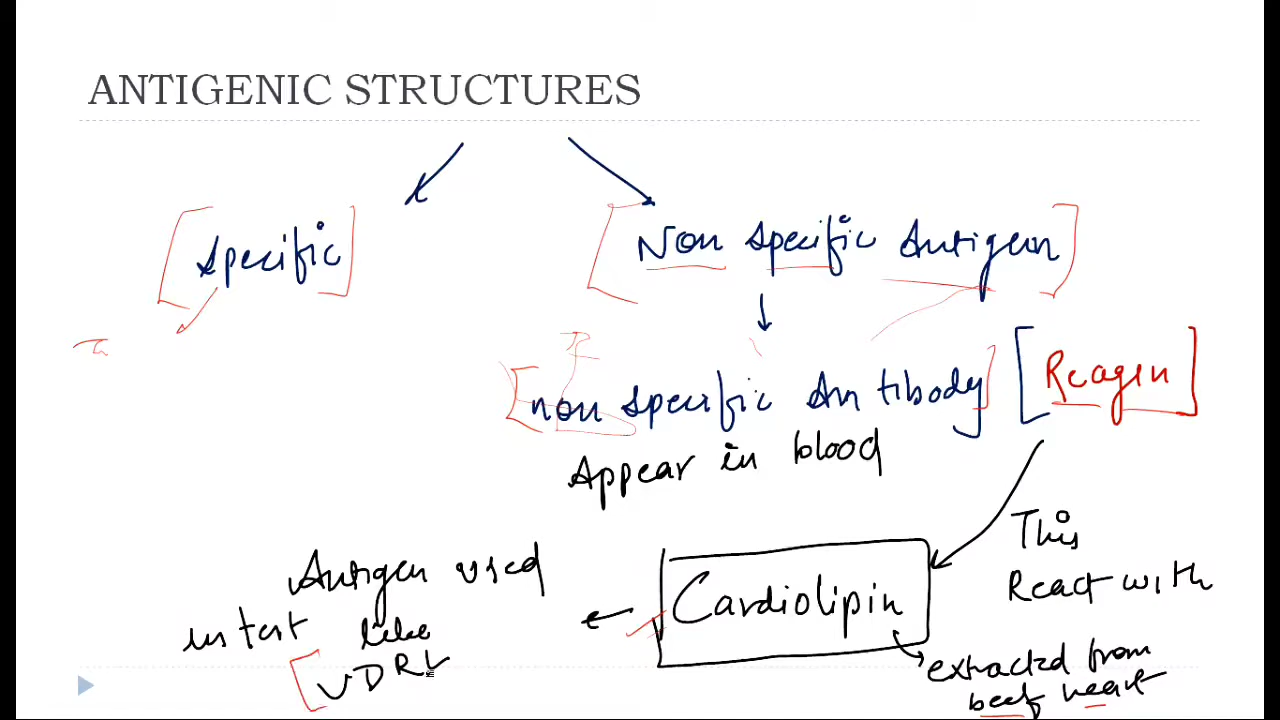 ANTIGENIC STRUCTURES
[specific]
[Non specific Antigen]
[non specific Antibody] [Reagen]
Appear in blood
This
React with
Cardiolipin
extracted from
beef heart
Antigen used
in test like
[VDRL